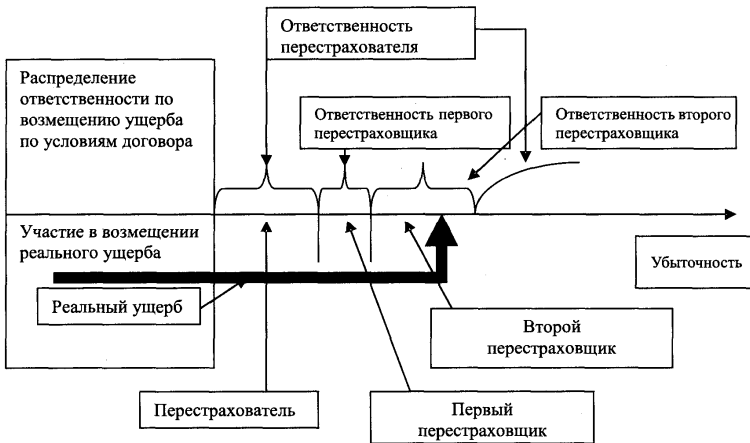 Ответственность
перестрахователя
Распределение
ответственности по
возмещению ущерба
по условиям договора
Ответственность первого
перестраховщика
Ответственность второго
перестраховщика
Участие в возмещении
реального ущерба
Убыточность
Реальный ущерб
Второй
перестраховщик
Перестрахователь
Первый
перестраховщик